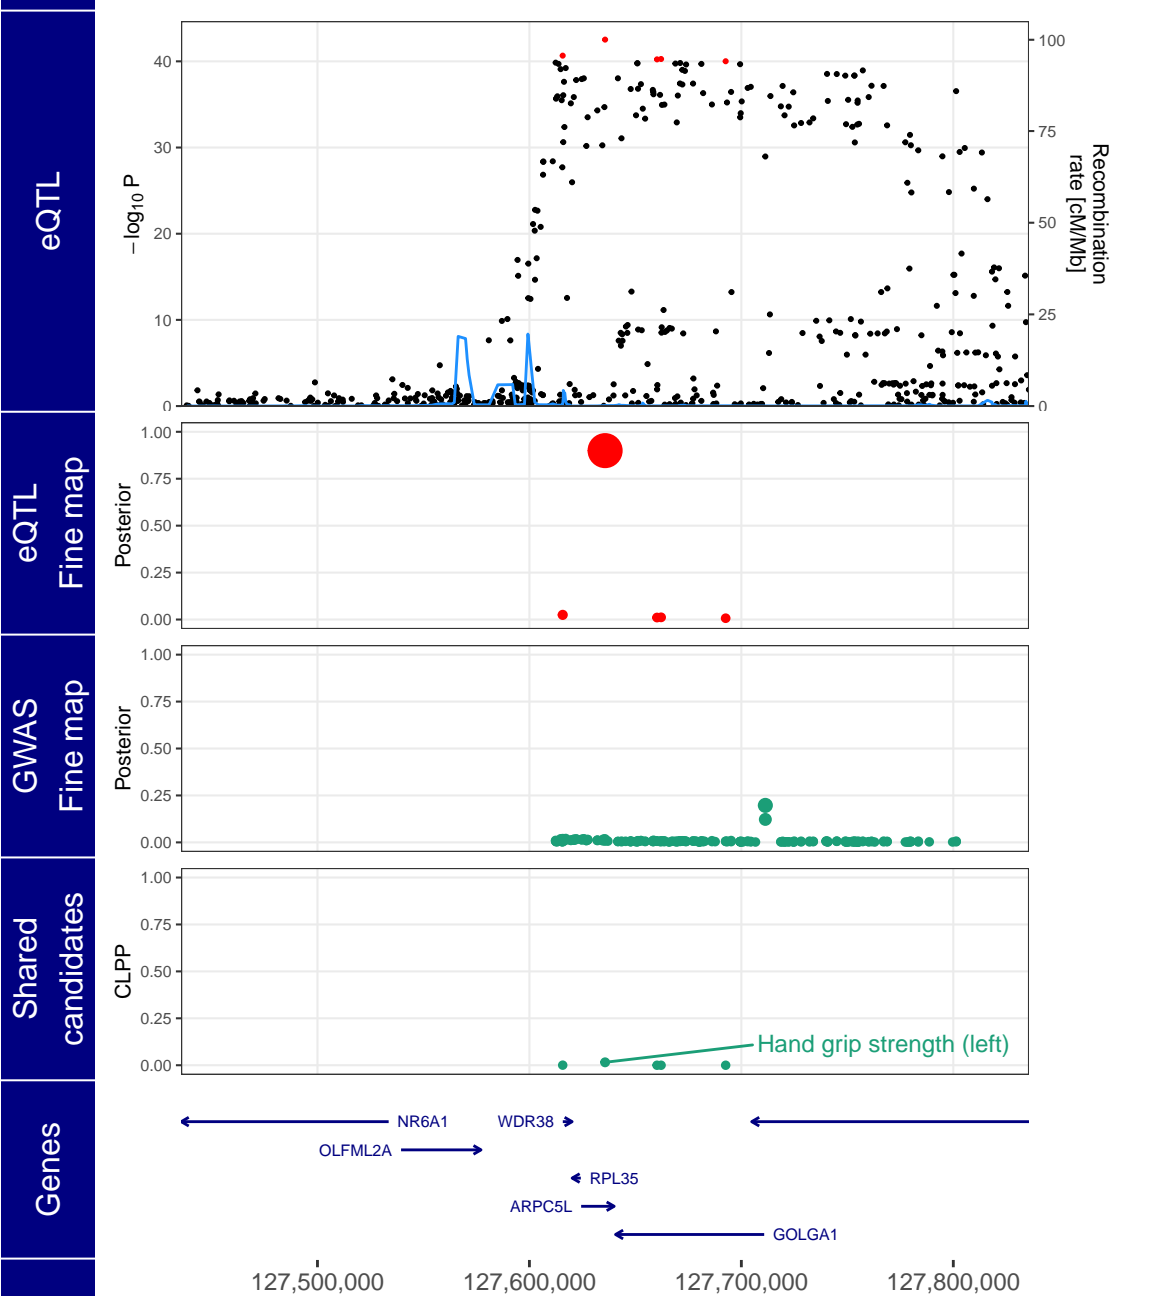 eQTL
−log10 P
40
30
20
10
0
100
75
50
25
0
Recombination
rate [cM/Mb]
eQTL
Fine map
Posterior
1.00
0.75
0.50
0.25
0.00
GWAS
Fine map
Posterior
1.00
0.75
0.50
0.25
0.00
Shared
candidates
CLPP
1.00
0.75
0.50
0.25
0.00
Hand grip strength (left)
Genes
NR6A1
WDR38
OLFML2A
RPL35
ARPC5L
GOLGA1
127,500,000
127,600,000
127,700,000
127,800,000